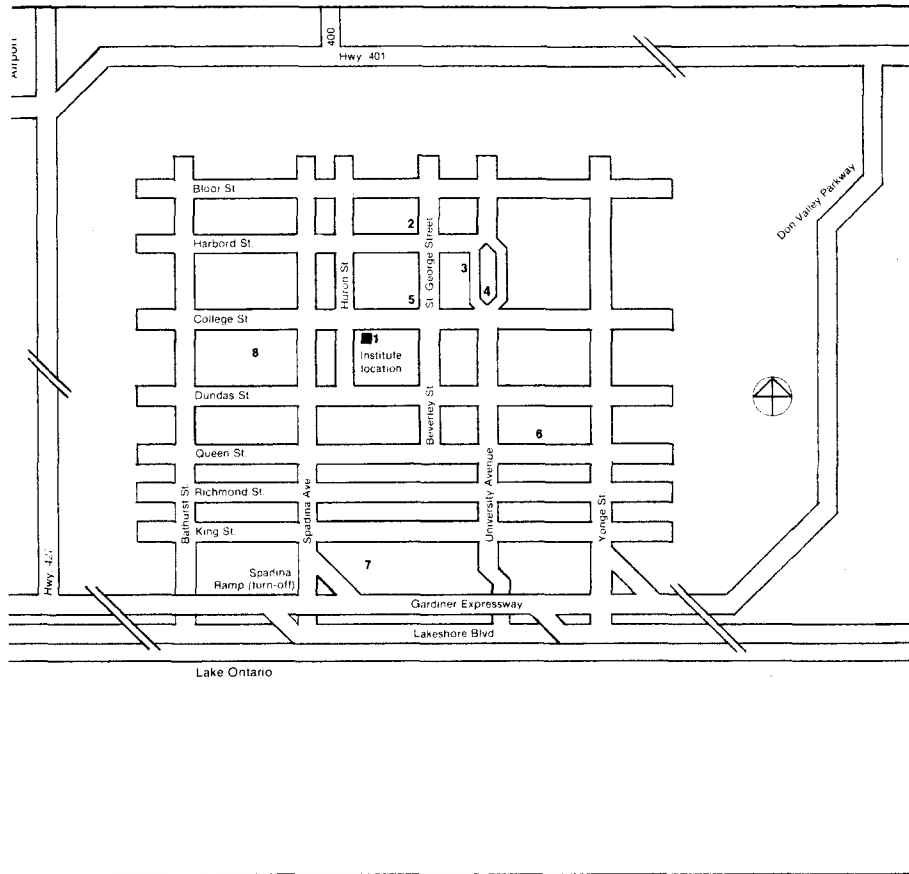 Airport
400
Hwy. 401
Don Valley Parkway
Bloor St
2
Harbord St.
Huron St
St. George Street
3
4
5
College St
1
8
Institute
location
Dundas St
Beverley St
6
Queen St.
University Avenue
Richmond St.
Bathurst St.
Spadina Ave
Yonge St.
King St.
7
Hwy. 427
Spadina
Ramp (turn-off)
Gardiner Expressway
Lakeshore Blvd
Lake Ontario